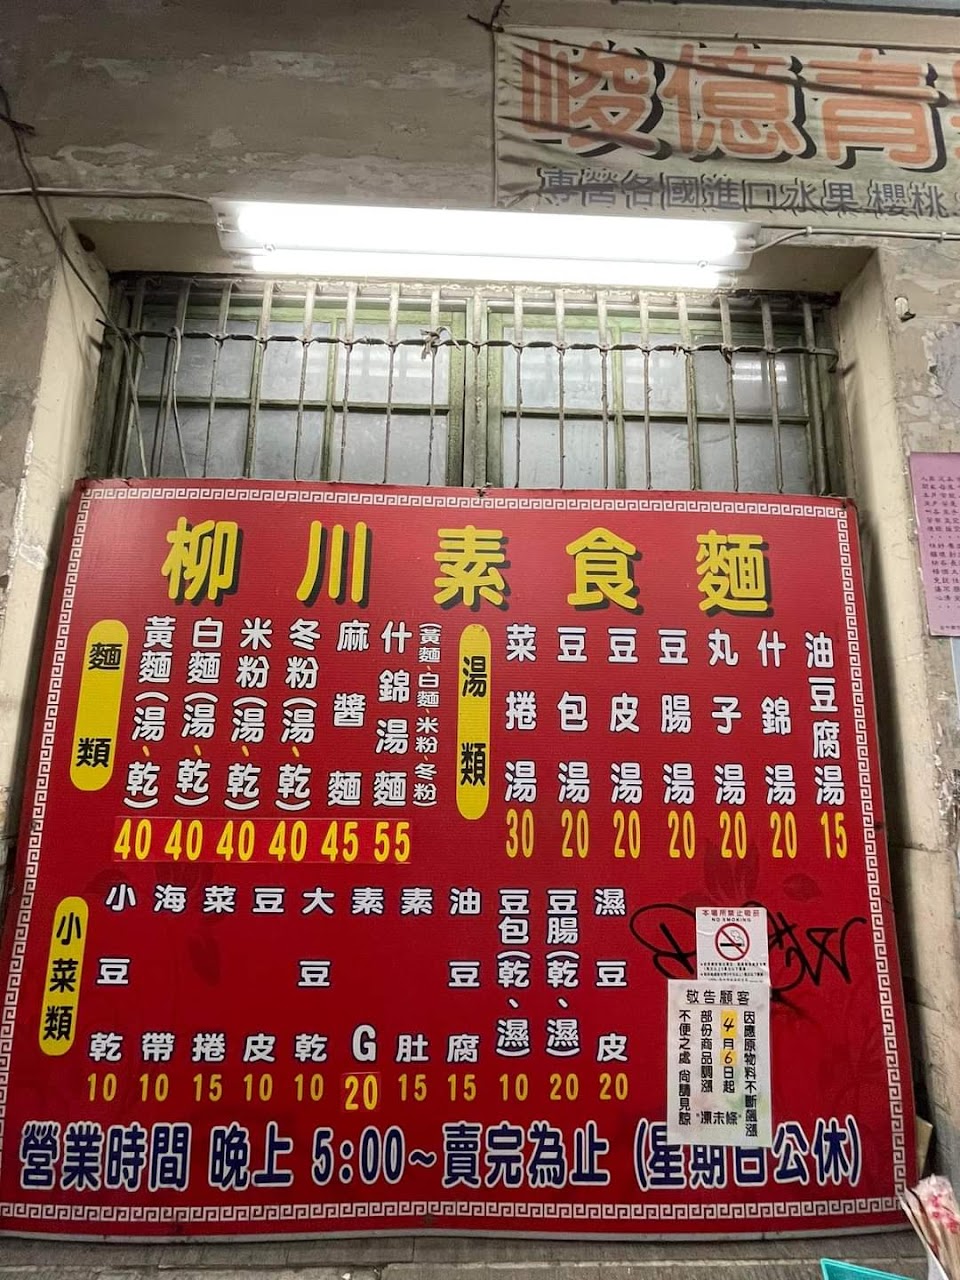 峻億青
專營各國進口水果 櫻桃
柳川素食麵
麵類
黃麵(湯、乾) 40
白麵(湯、乾) 40
米粉(湯、乾) 40
冬粉(湯、乾) 40
麻醬麵 45
什錦湯麵 55
(黃麵、白麵 米粉、冬粉)
湯類
菜捲湯 30
豆包湯 20
豆皮湯 20
豆腸湯 20
丸子湯 20
什錦湯 20
油豆腐湯 15
小菜類
小豆乾 10
海帶 10
菜捲 15
豆皮 10
大豆乾 10
素G 20
素肚 15
油豆腐 15
豆包(乾、濕) 10
豆腸(乾、濕) 20
濕豆皮 20
本場所禁止吸菸
NO SMOKING
敬告顧客
因應原物料不斷飆漲
4月6日起
部份商品調漲
不便之處 尚請見諒
營業時間 晚上 5:00~賣完為止 (星期日公休)